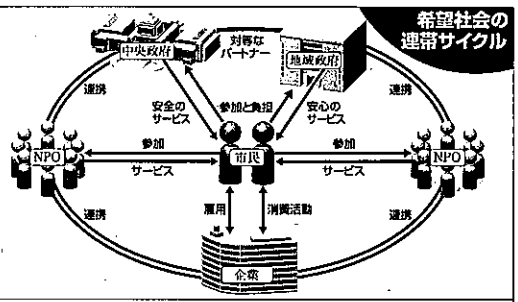 希望社会の
連帯サイクル
中央政府
対等な
パートナー
地域政府
連携
安全の
サービス
参加と負担
安心の
サービス
連携
NPO
参加
サービス
市民
参加
サービス
NPO
連携
雇用
消費活動
連携
企業